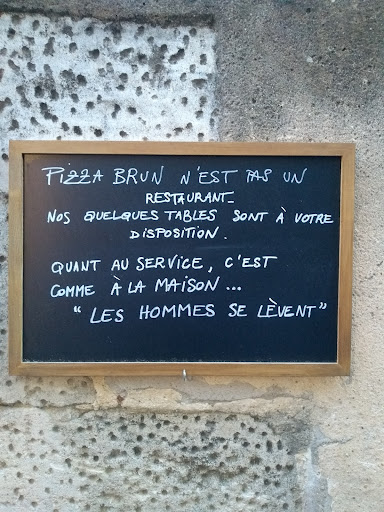 PIZZA BRUN N'EST PAS UN
RESTAURANT_
NOS QUELQUES TABLES SONT À VOTRE
DISPOSITION.
QUANT AU SERVICE, C'EST
COMME À LA MAISON...
" LES HOMMES SE LÈVENT"